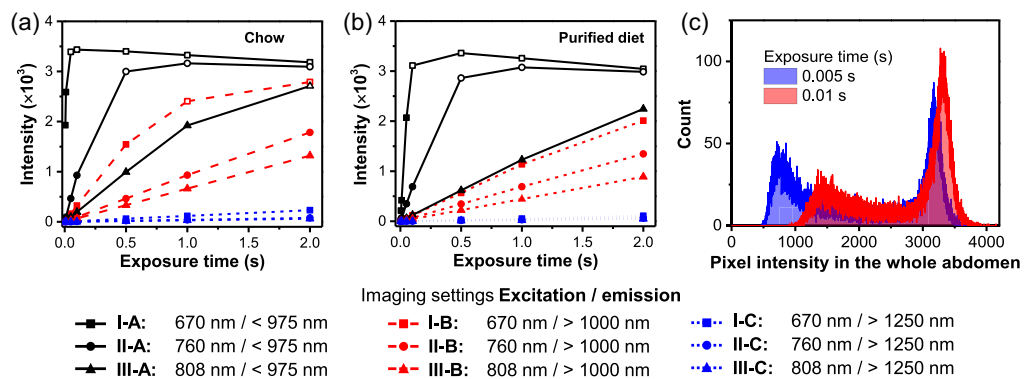 (a)
Chow
Intensity (×10³)
4
3
2
1
0
0.0 0.5 1.0 1.5 2.0
Exposure time (s)
(b)
Purified diet
Intensity (×10³)
4
3
2
1
0
0.0 0.5 1.0 1.5 2.0
Exposure time (s)
(c)
Exposure time (s)
0.005 s
0.01 s
Count
100
50
0
0 1000 2000 3000 4000
Pixel intensity in the whole abdomen
Imaging settings Excitation / emission
I-A: 670 nm / < 975 nm
II-A: 760 nm / < 975 nm
III-A: 808 nm / < 975 nm
I-B: 670 nm / > 1000 nm
II-B: 760 nm / > 1000 nm
III-B: 808 nm / > 1000 nm
I-C: 670 nm / > 1250 nm
II-C: 760 nm / > 1250 nm
III-C: 808 nm / > 1250 nm